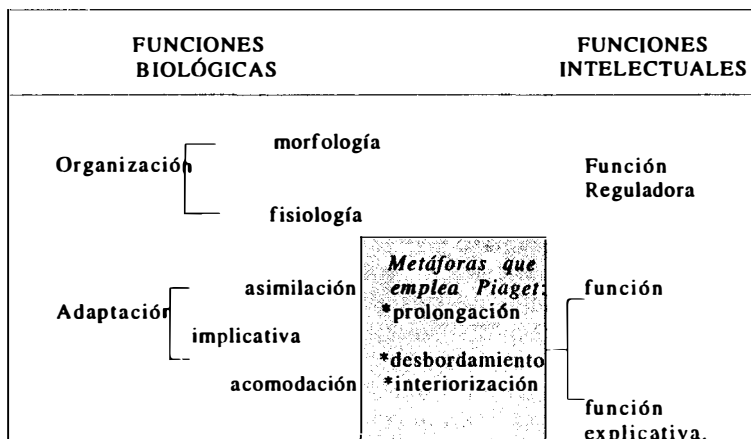 FUNCIONES
BIOLÓGICAS
FUNCIONES
INTELECTUALES
morfología
Organización
Función
Reguladora
fisiología
Metáforas que
emplea Piaget:
*prolongación
asimilación
función
Adaptación
implicativa
*desbordamiento
acomodación
*interiorización
función
explicativa.